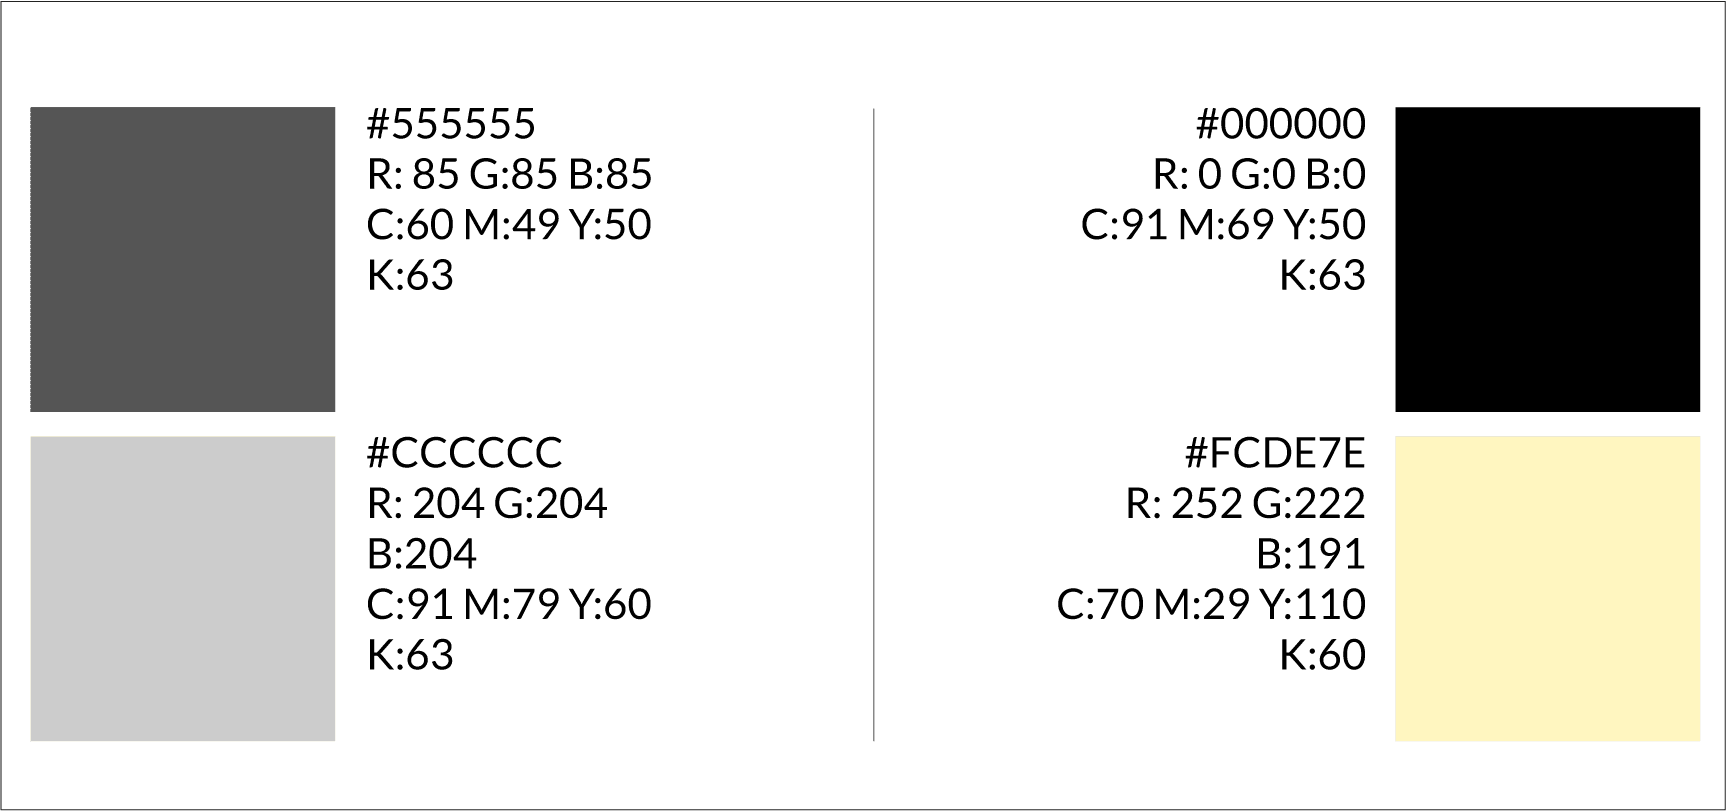 #555555
R: 85 G:85 B:85
C:60 M:49 Y:50
K:63
#CCCCCC
R: 204 G:204
B:204
C:91 M:79 Y:60
K:63
#000000
R: 0 G:0 B:0
C:91 M:69 Y:50
K:63
#FCDE7E
R: 252 G:222
B:191
C:70 M:29 Y:110
K:60